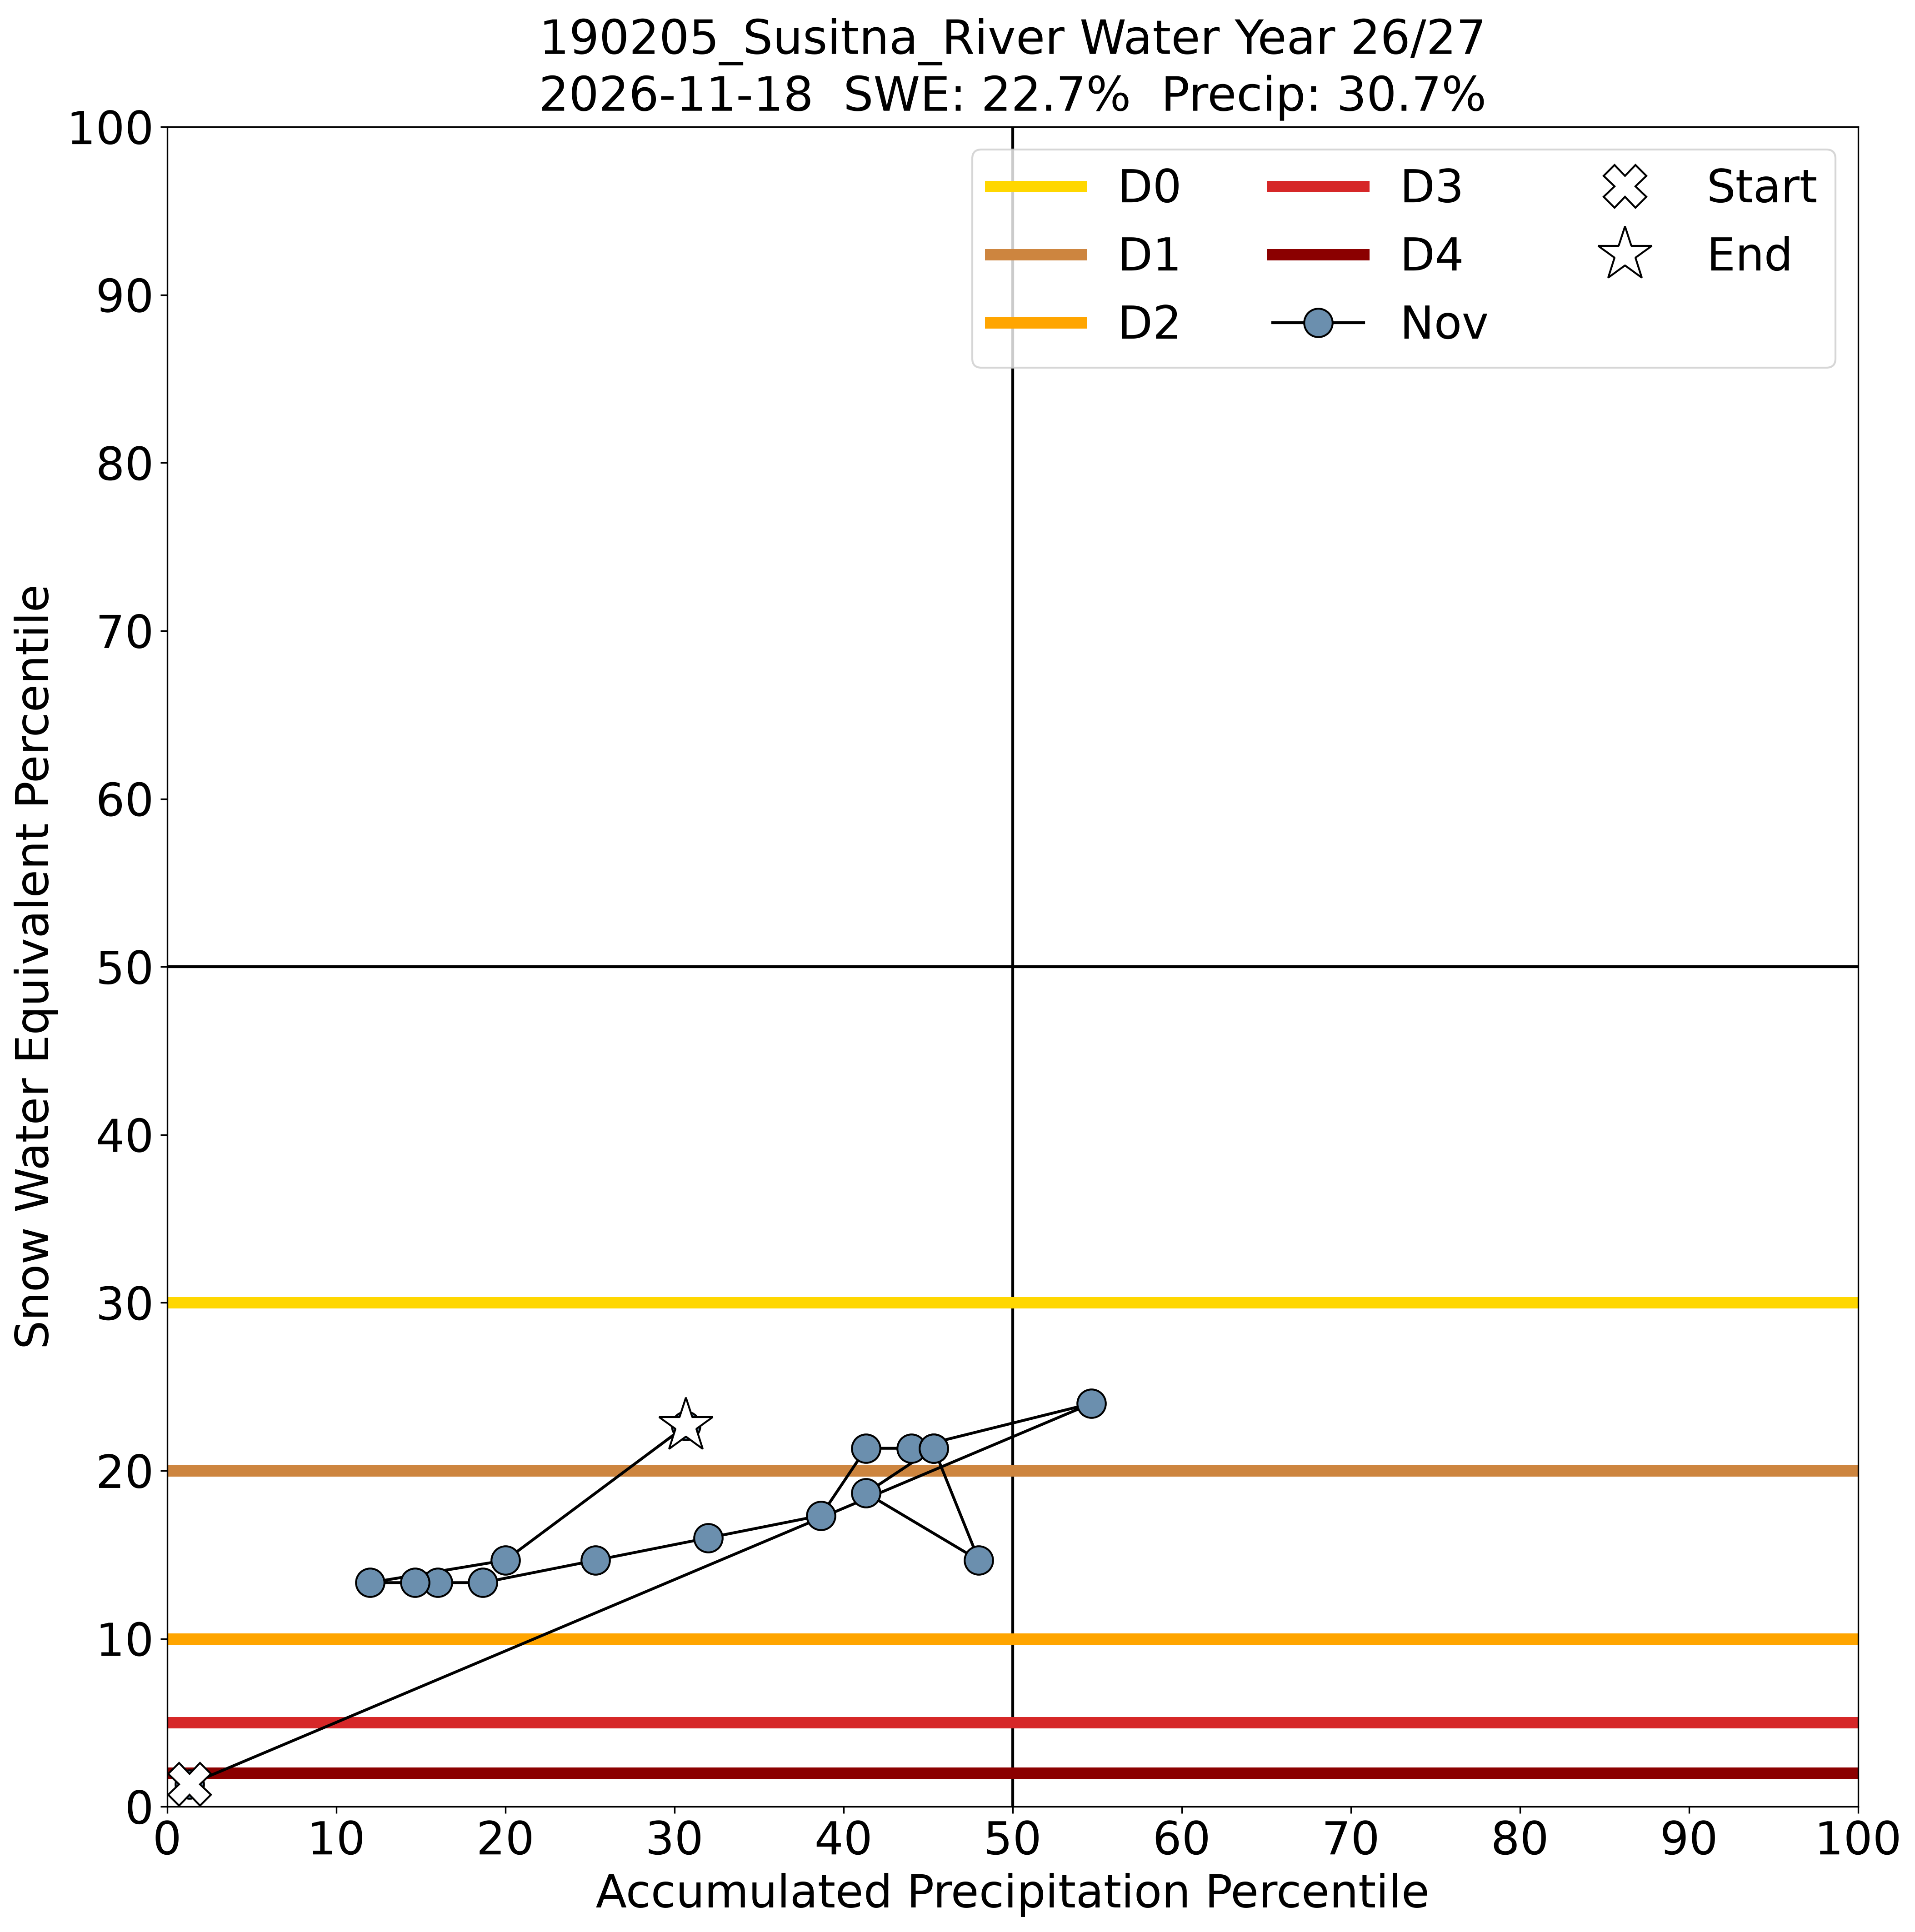 190205_Susitna_River Water Year 26/27
2026-11-18  SWE: 22.7%  Precip: 30.7%
100
90
80
70
60
50
40
30
20
10
0
Snow Water Equivalent Percentile
D0
D1
D2
D3
D4
Nov
Start
End
0 10 20 30 40 50 60 70 80 90 100
Accumulated Precipitation Percentile